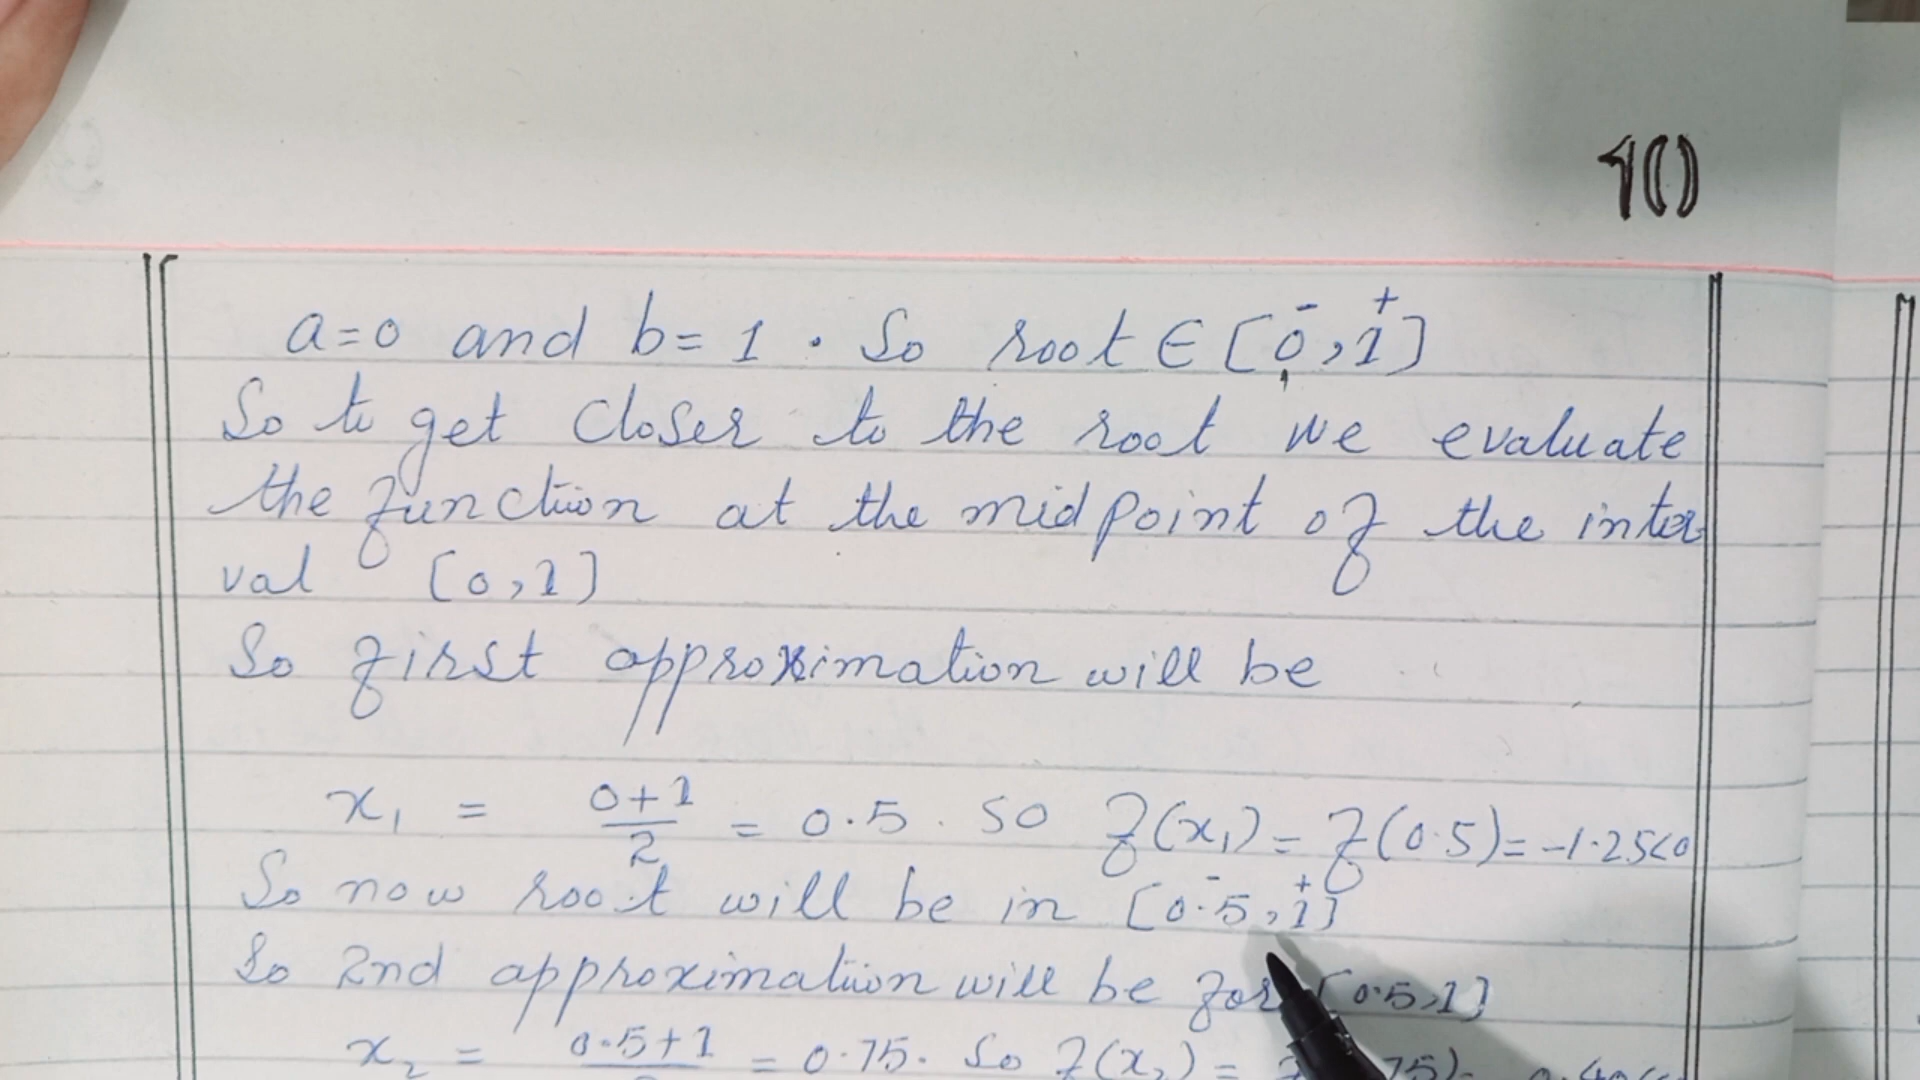 10
a=0 and b=1. So root ∈ [0⁻, 1⁺]
So to get closer to the root we evaluate
the function at the midpoint of the inter
val [0,1]
So first approximation will be
x₁ = (0+1)/2 = 0.5. so f(x₁) = f(0.5) = -1.25<0
So now root will be in [0.5⁻, 1⁺]
So 2nd approximation will be for [0.5,1]
x₂ = 0.5+1 = 0.75. So f(x₂) =